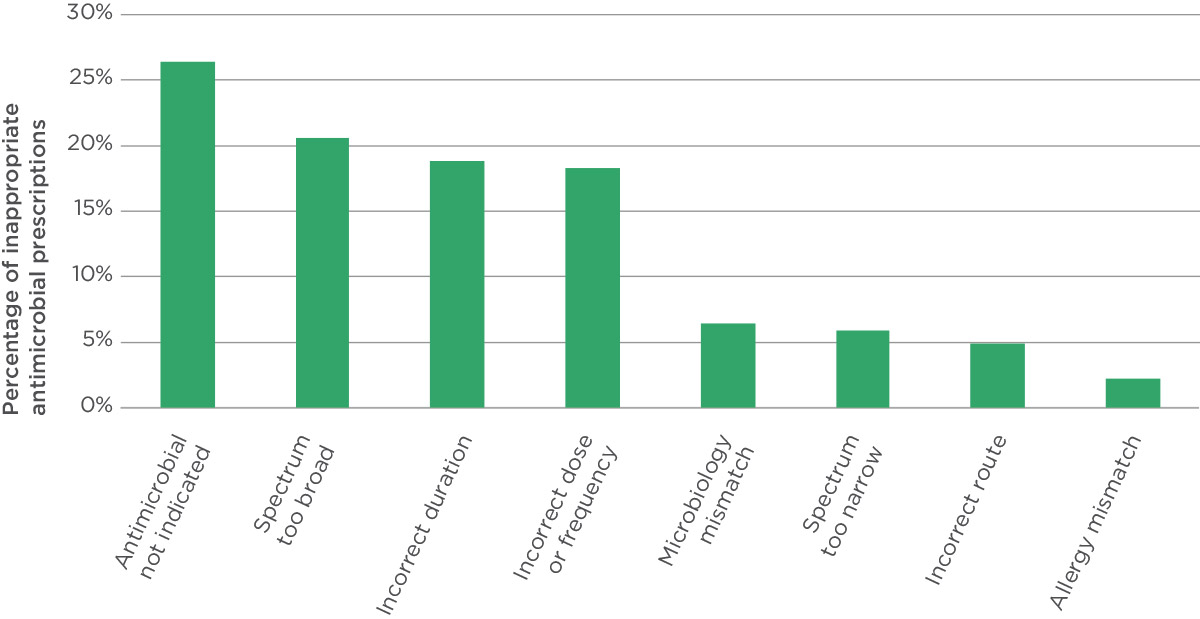 Percentage of inappropriate
antimicrobial prescriptions
30%
25%
20%
15%
10%
5%
0%
Antimicrobial
not indicated
Spectrum
too broad
Incorrect duration
Incorrect dose
or frequency
Microbiology
mismatch
Spectrum
too narrow
Incorrect route
Allergy mismatch